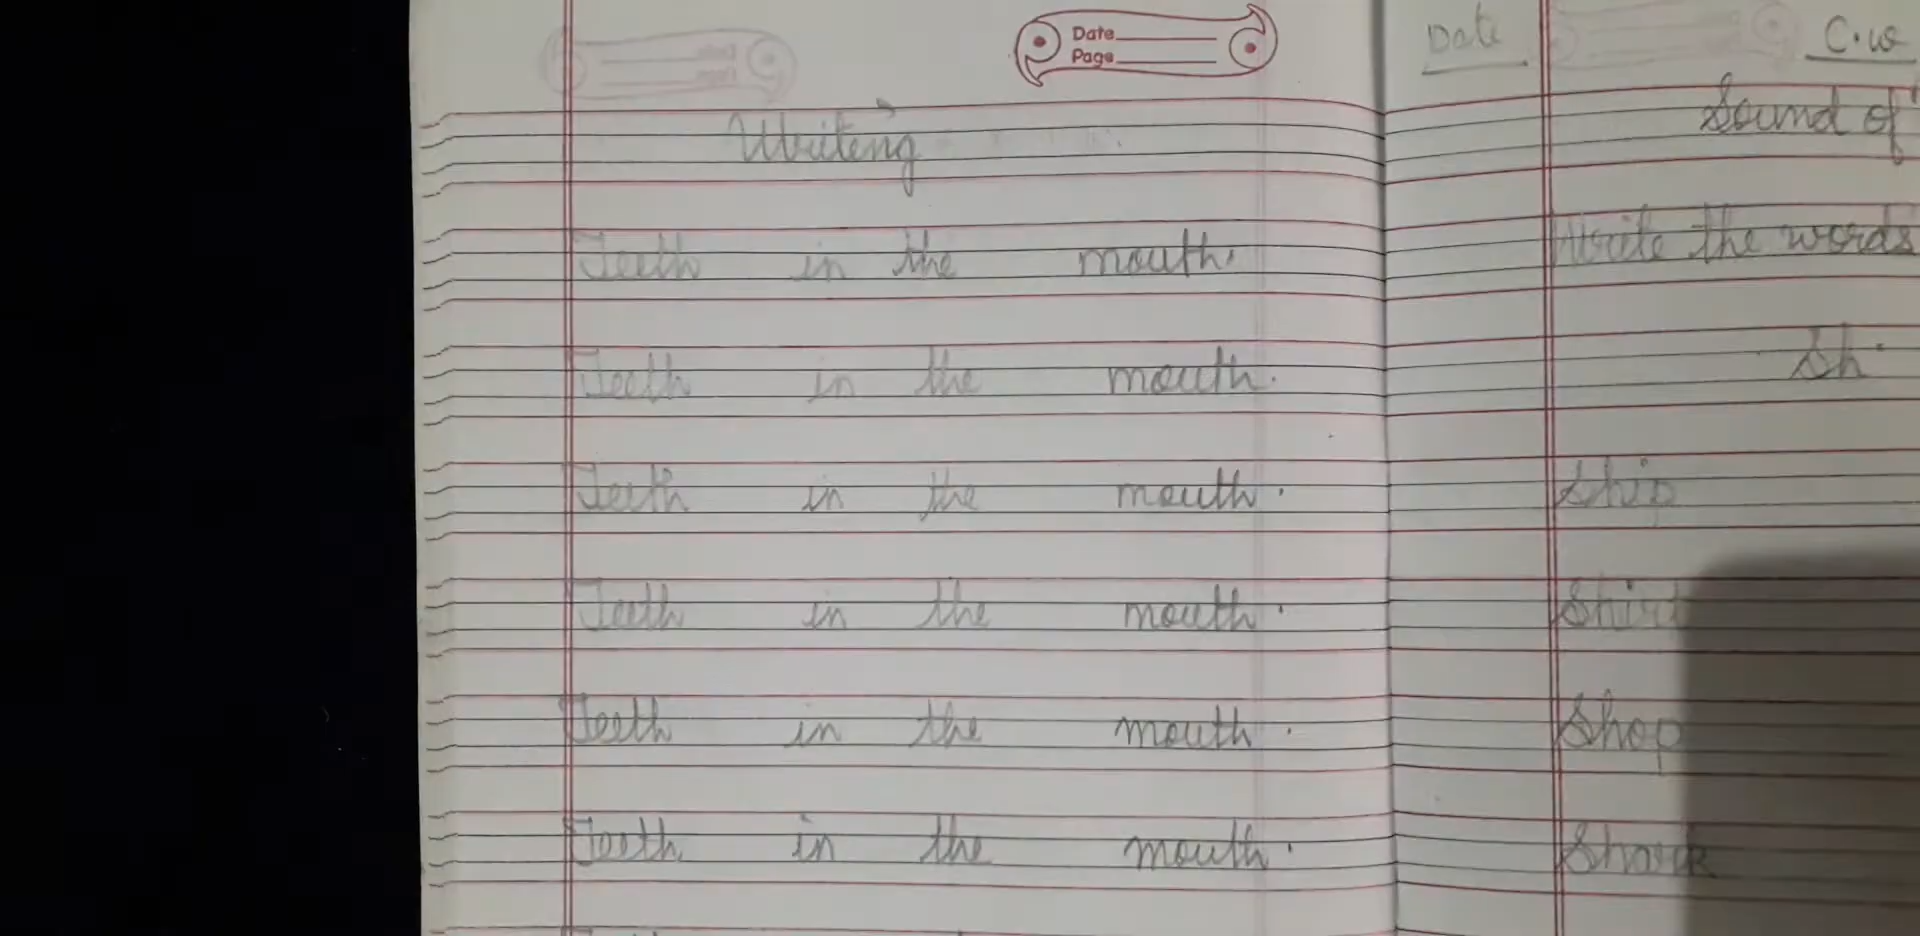 Date
Page
Writing
Teeth in the mouth.
Teeth in the mouth.
Teeth in the mouth.
Teeth in the mouth.
Teeth in the mouth.
Teeth in the mouth.
Date
C.w
Sound of
Write the words
Sh
Ship
Shirt
Shop
Shark